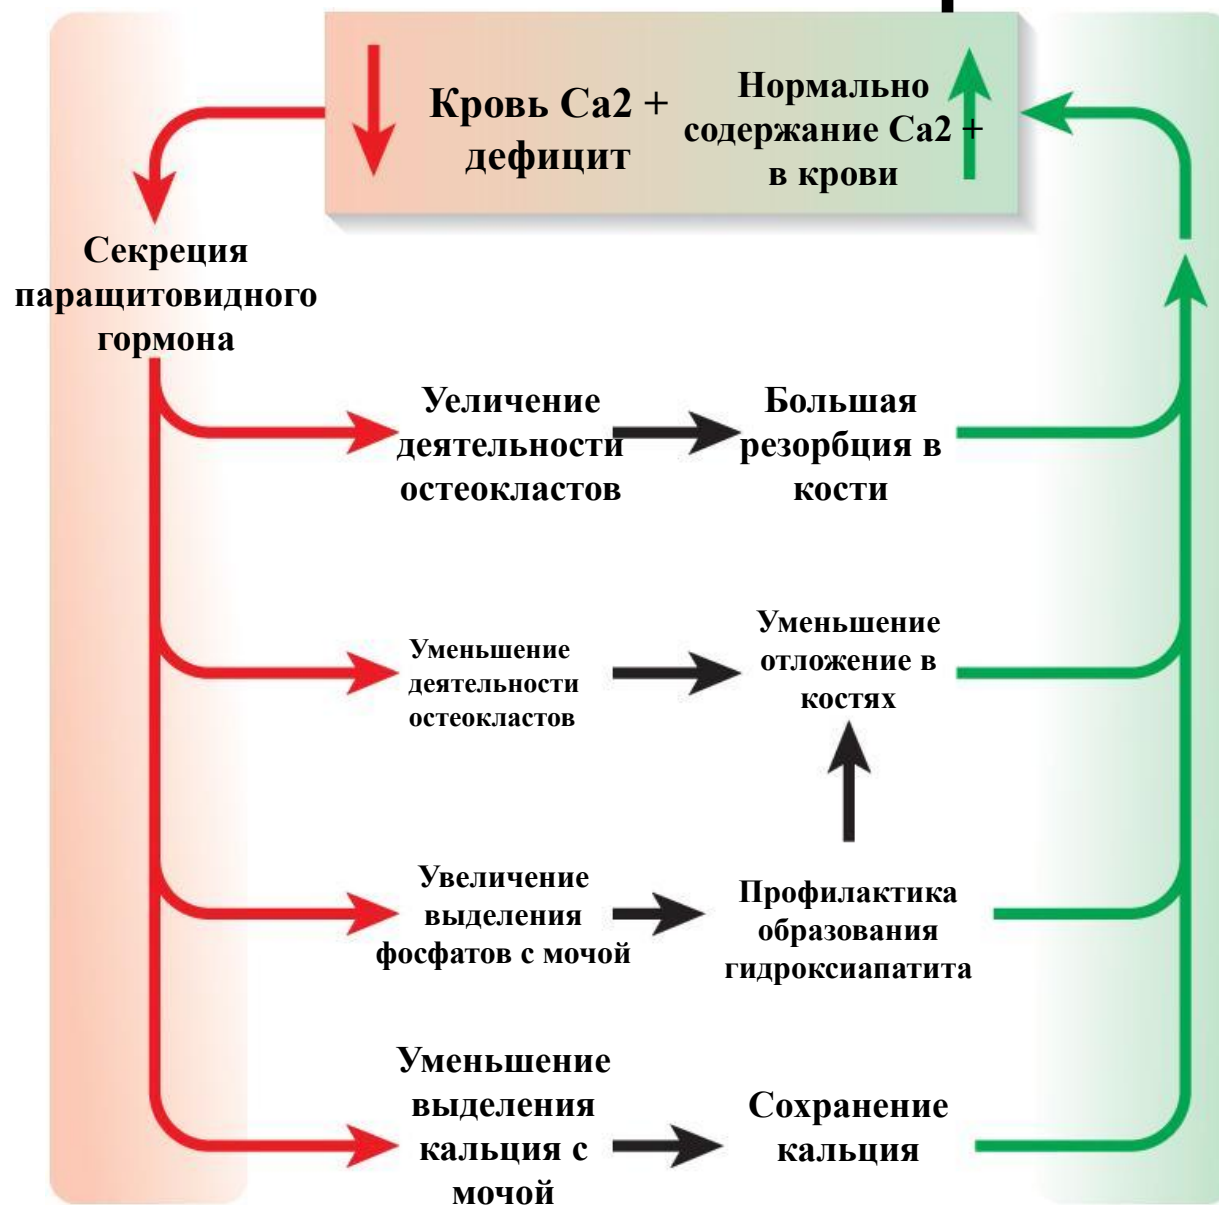 Кровь Ca2 +
дефицит
Нормально
содержание Ca2 +
в крови
Секреция
паращитовидного
гормона
Уеличение
деятельности
остеокластов
Большая
резорбция в
кости
Уменьшение
деятельности
остеокластов
Уменьшение
отложение в
костях
Увеличение
выделения
фосфатов с мочой
Профилактика
образования
гидроксиапатита
Уменьшение
выделения
кальция с
мочой
Сохранение
кальция